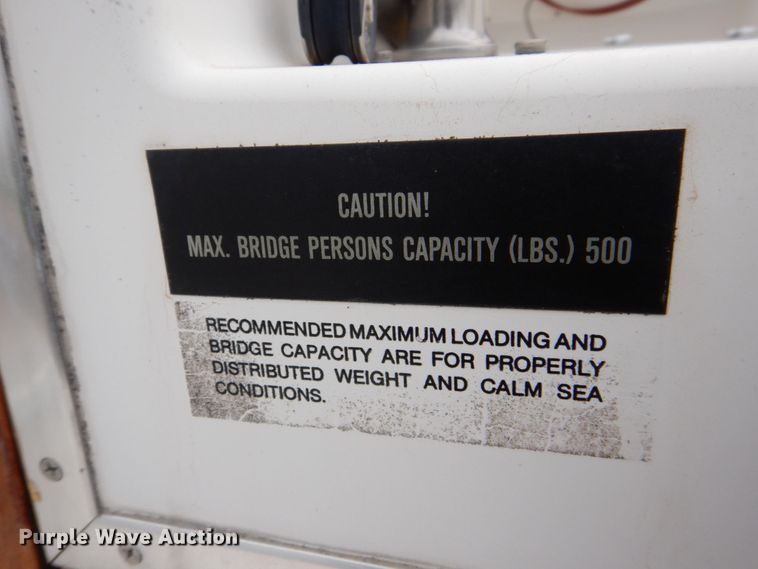 CAUTION!
MAX. BRIDGE PERSONS CAPACITY (LBS.) 500
RECOMMENDED MAXIMUM LOADING AND
BRIDGE CAPACITY ARE FOR PROPERLY
DISTRIBUTED WEIGHT AND CALM SEA
CONDITIONS.
Purple Wave Auction